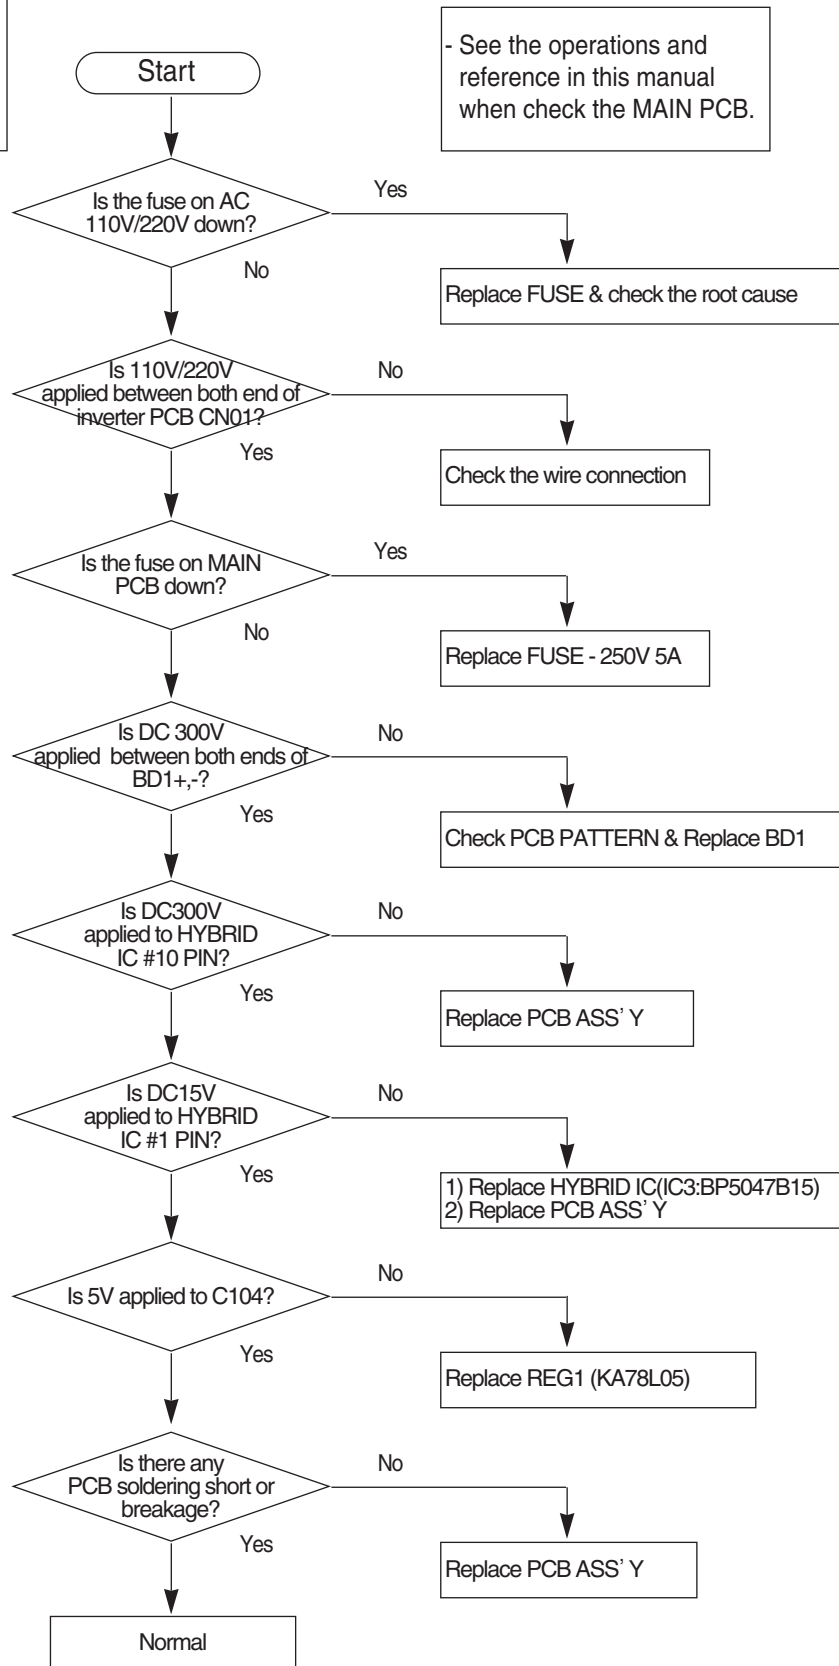 - See the operations and
reference in this manual
when check the MAIN PCB.
Start
Is the fuse on AC
110V/220V down?
Yes
No
Replace FUSE & check the root cause
Is 110V/220V
applied between both end of
inverter PCB CN01?
No
Yes
Check the wire connection
Is the fuse on MAIN
PCB down?
Yes
No
Replace FUSE - 250V 5A
Is DC 300V
applied between both ends of
BD1+,-?
No
Yes
Check PCB PATTERN & Replace BD1
Is DC300V
applied to HYBRID
IC #10 PIN?
No
Yes
Replace PCB ASS' Y
Is DC15V
applied to HYBRID
IC #1 PIN?
No
Yes
1) Replace HYBRID IC(IC3:BP5047B15)
2) Replace PCB ASS' Y
Is 5V applied to C104?
No
Yes
Replace REG1 (KA78L05)
Is there any
PCB soldering short or
breakage?
No
Yes
Replace PCB ASS' Y
Normal